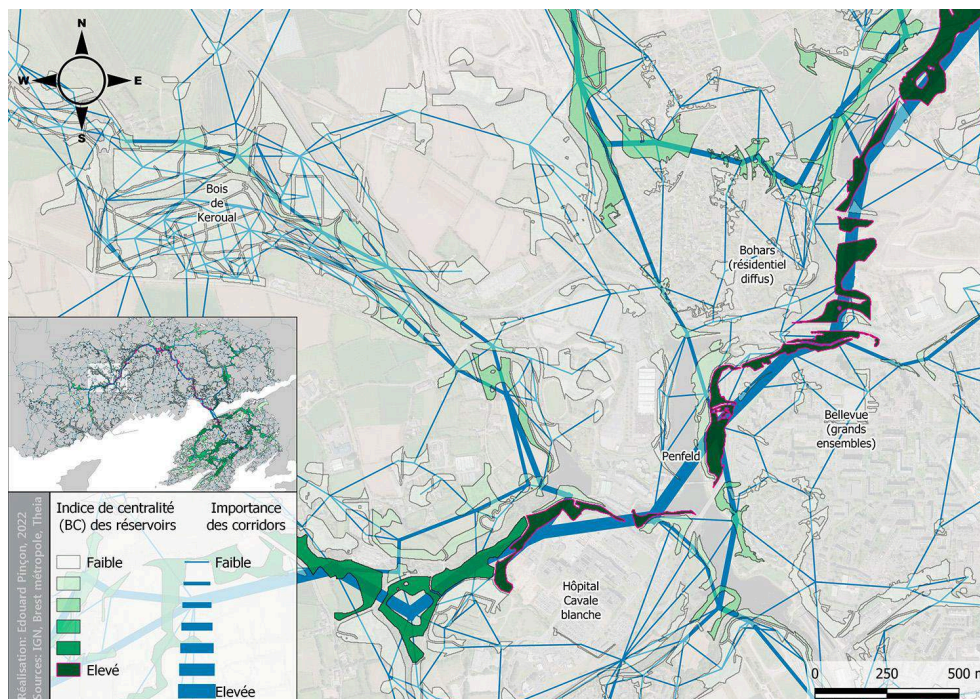 N
W
E
S
Bois
de
Keroual
Bohars
(résidentiel
diffus)
Bellevue
(grands
ensembles)
Penfeld
Hôpital
Cavale
blanche
Indice de centralité
(BC) des réservoirs
Faible
Elevé
Importance
des corridors
Faible
Elevée
Réalisation: Edouard Pinçon, 2022
Sources: IGN, Brest métropole, Theia
0 250 500 m